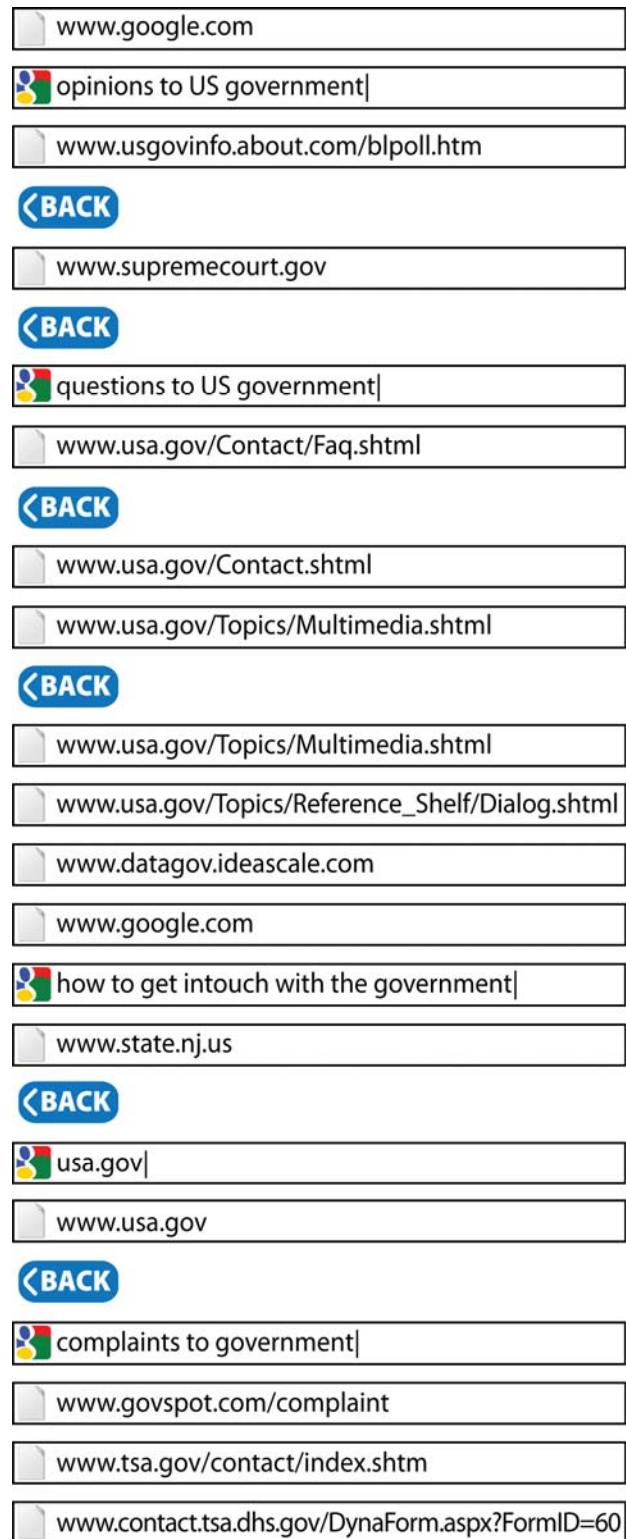 www.google.com
opinions to US government|
www.usgovinfo.about.com/blpoll.htm
<BACK
www.supremecourt.gov
<BACK
questions to US government|
www.usa.gov/Contact/Faq.shtml
<BACK
www.usa.gov/Contact.shtml
www.usa.gov/Topics/Multimedia.shtml
<BACK
www.usa.gov/Topics/Multimedia.shtml
www.usa.gov/Topics/Reference_Shelf/Dialog.shtml
www.datagov.ideascale.com
www.google.com
how to get intouch with the government|
www.state.nj.us
<BACK
usa.gov|
www.usa.gov
<BACK
complaints to government|
www.govspot.com/complaint
www.tsa.gov/contact/index.shtm
www.contact.tsa.dhs.gov/DynaForm.aspx?FormID=60